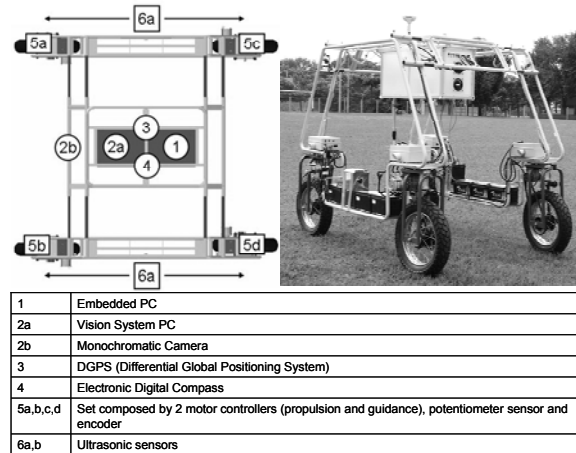 6a
5a
5c
3
2b
2a
1
4
5b
5d
6a
1 Embedded PC
2a Vision System PC
2b Monochromatic Camera
3 DGPS (Differential Global Positioning System)
4 Electronic Digital Compass
5a,b,c,d Set composed by 2 motor controllers (propulsion and guidance), potentiometer sensor and
encoder
6a,b Ultrasonic sensors